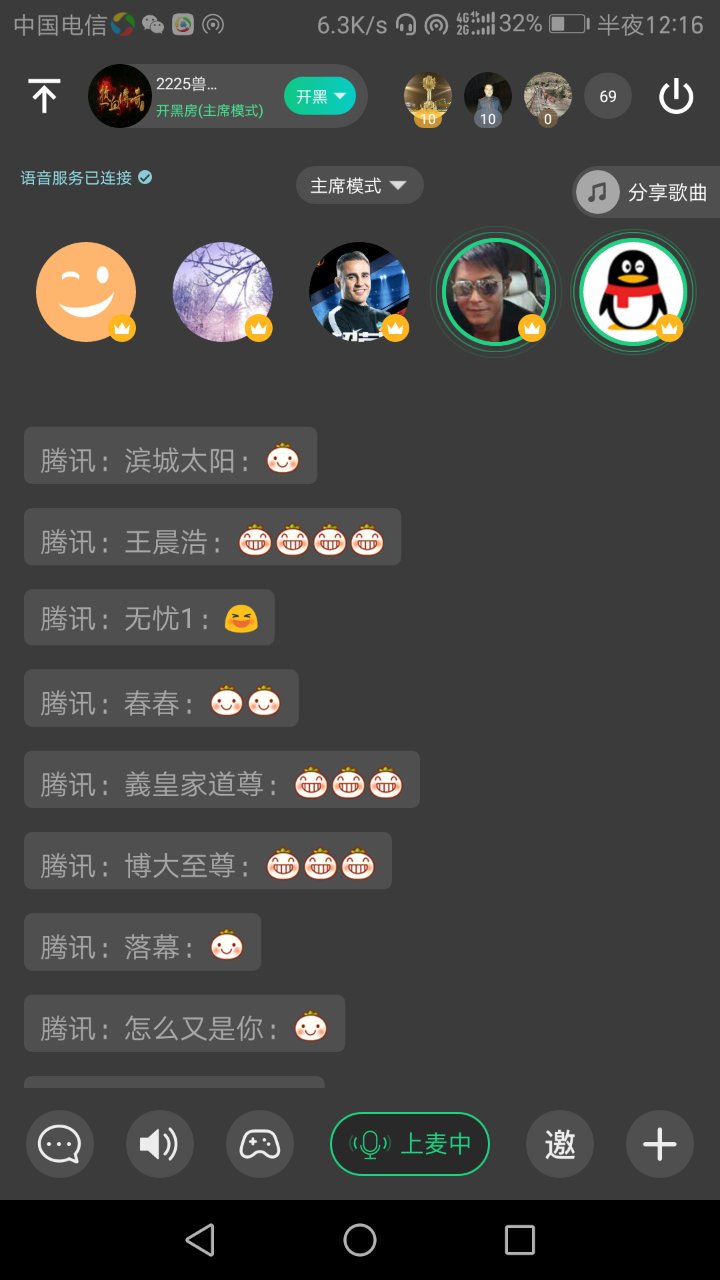 中国电信 6.3K/s 4G 2G 32% 半夜12:16
2225兽...
开黑房(主席模式)
开黑
10 10 0 69
语音服务已连接
主席模式
分享歌曲
腾讯：滨城太阳：
腾讯：王晨浩：
腾讯：无忧1：
腾讯：春春：
腾讯：義皇家道尊：
腾讯：博大至尊：
腾讯：落幕：
腾讯：怎么又是你：
上麦中
邀